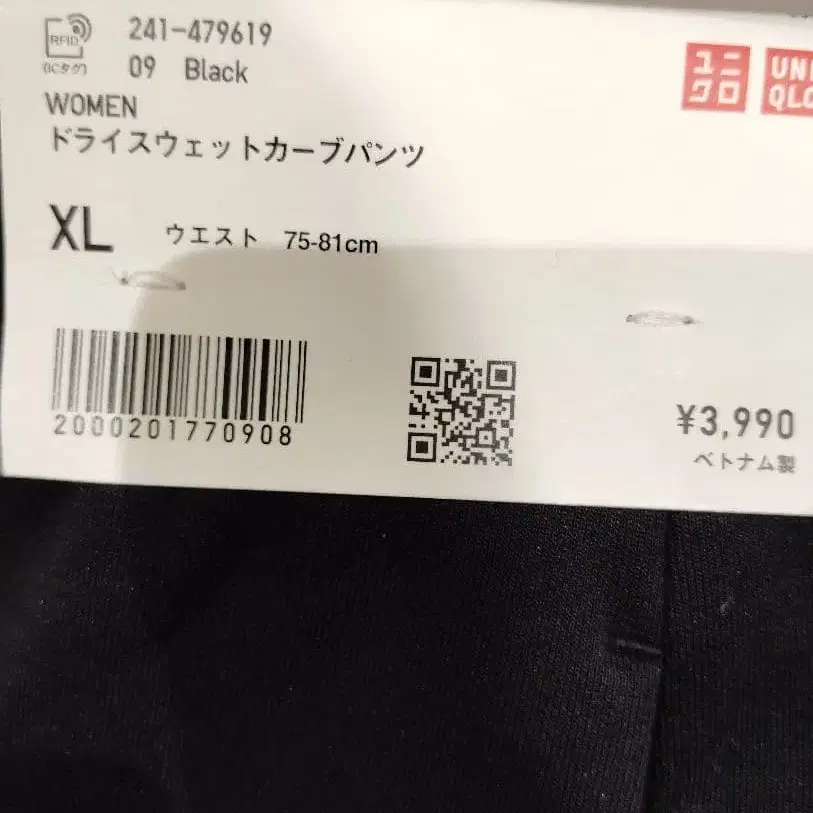 RFID
(ICタグ)
241-479619
09 Black
WOMEN
ドライスウェットカーブパンツ
ユニ
クロ
UNI
QLO
XL ウエスト 75-81cm
2000201770908
¥3,990
ベトナム製